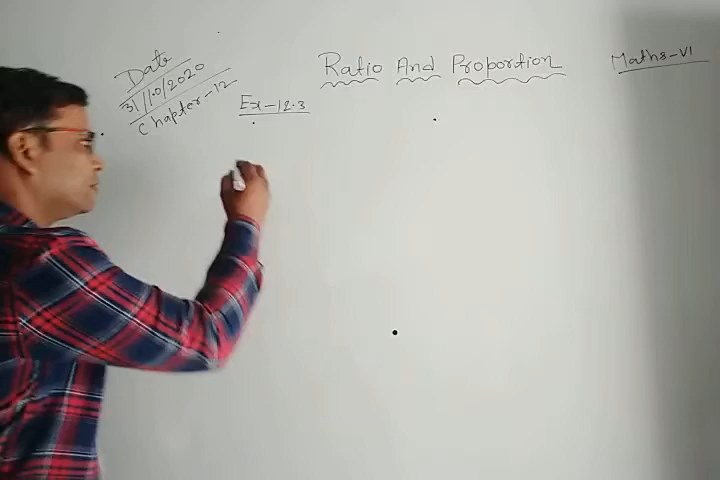 Date
31/10/2020
Chapter-12
Ratio And Proportion
Maths-VI
Ex-12.3